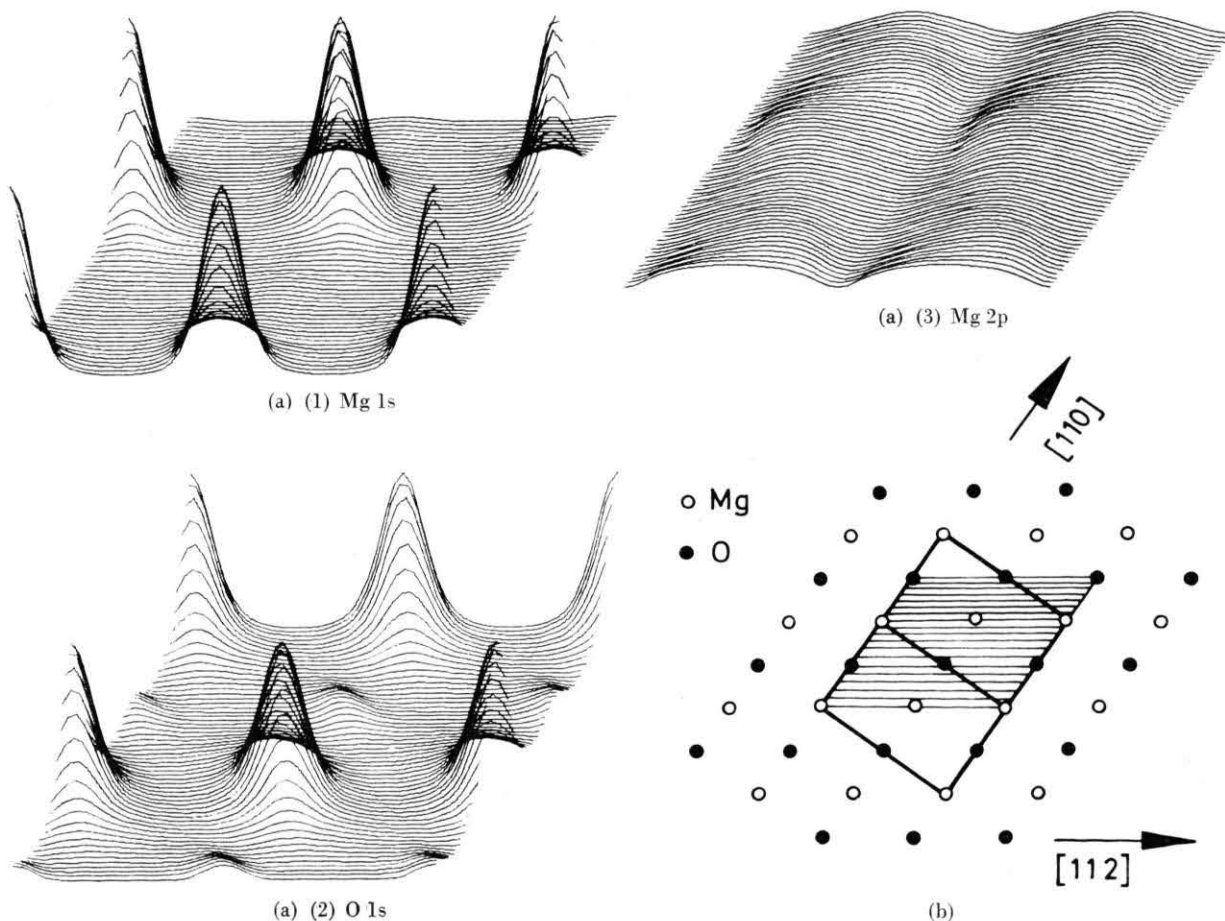 (a) (1) Mg 1s
(a) (3) Mg 2p
(a) (2) O 1s
[110]
Mg
O
[112]
(b)